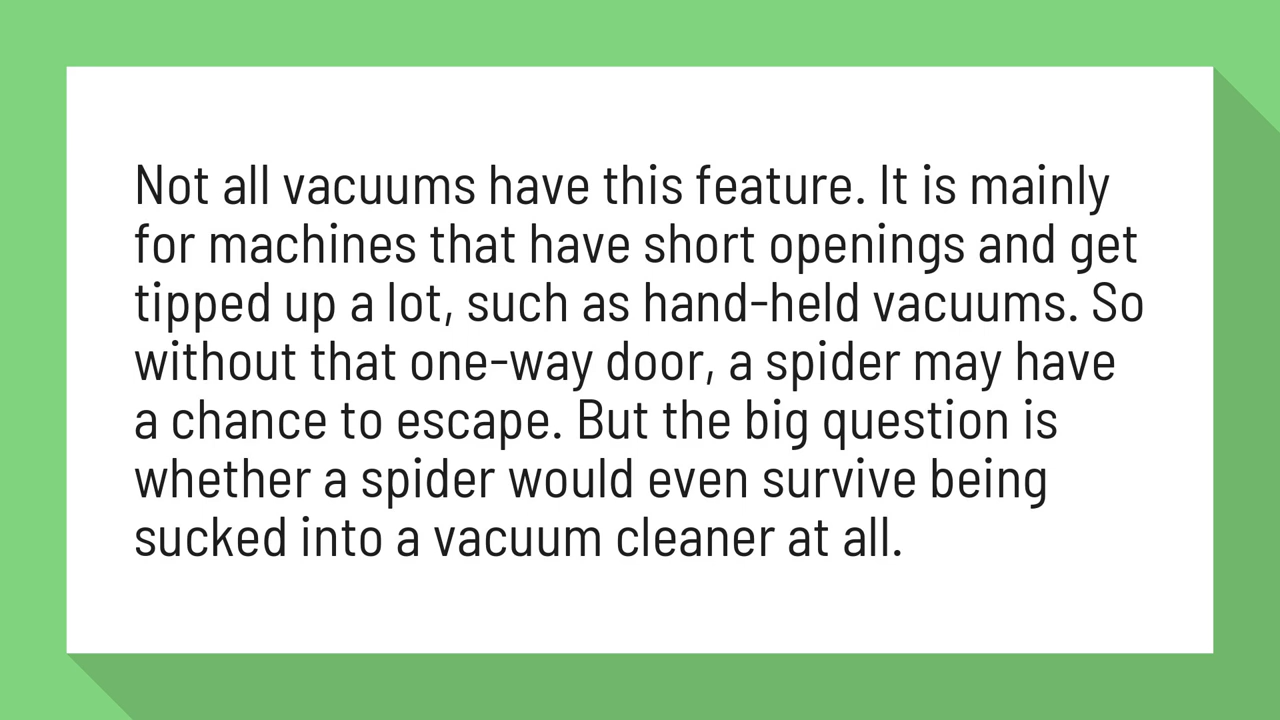 Not all vacuums have this feature. It is mainly
for machines that have short openings and get
tipped up a lot, such as hand-held vacuums. So
without that one-way door, a spider may have
a chance to escape. But the big question is
whether a spider would even survive being
sucked into a vacuum cleaner at all.